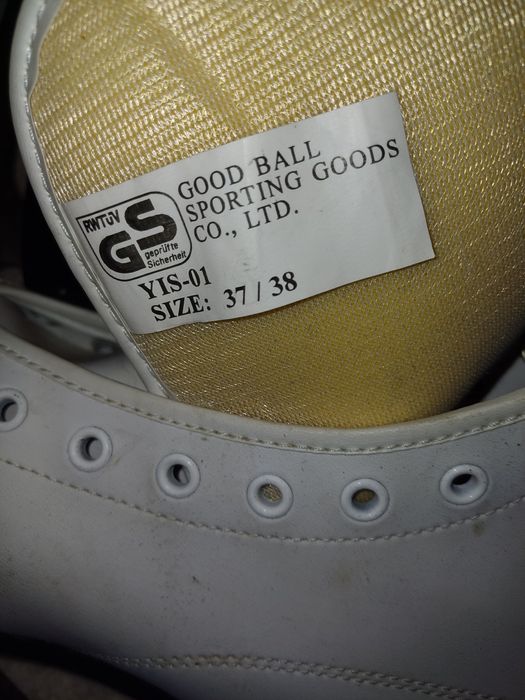 RWTÜV
GS
geprüfte
Sicherheit
GOOD BALL
SPORTING GOODS
CO., LTD.
YIS-01
SIZE: 37 / 38